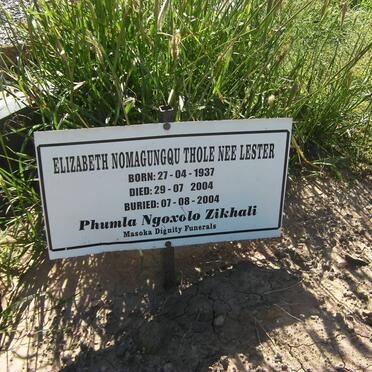 ELIZABETH NOMAGUNGQU THOLE NEE LESTER
BORN: 27-04-1937
DIED: 29-07 2004
BURIED: 07-08-2004
Phumla Ngoxolo Zikhali
Masoka Dignity Funerals